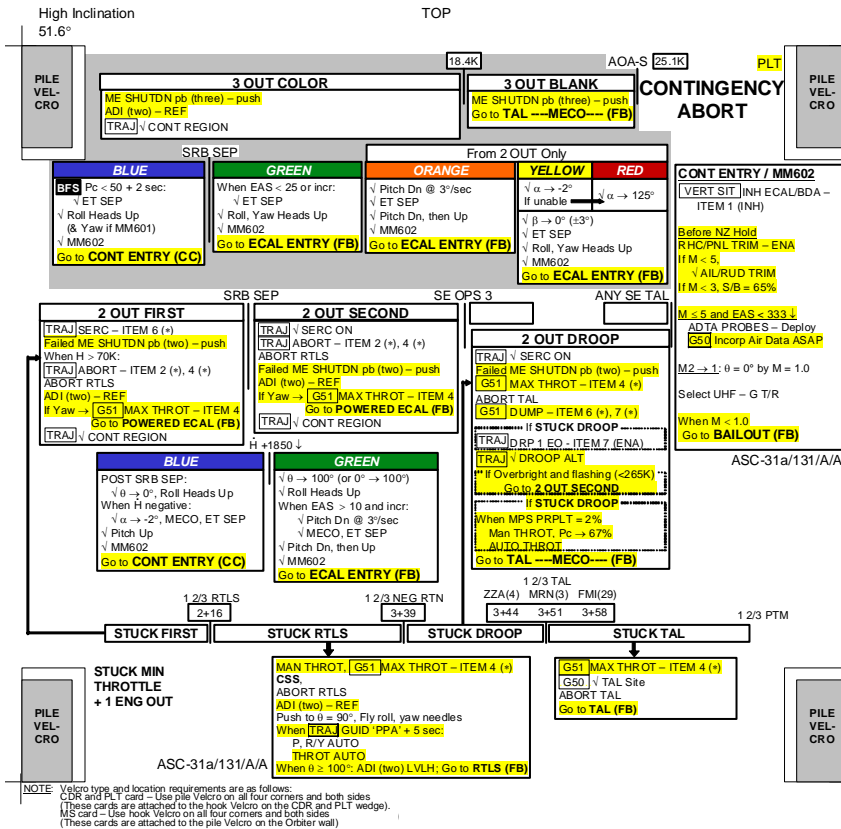 High Inclination
51.6°
TOP
PILE
VEL-
CRO
18.4K
AOA-S 25.1K
PLT
PILE
VEL-
CRO
CONTINGENCY
ABORT
3 OUT COLOR
ME SHUTDN pb (three) – push
ADI (two) – REF
TRAJ √ CONT REGION
3 OUT BLANK
ME SHUTDN pb (three) – push
Go to TAL ----MECO---- (FB)
SRB SEP
From 2 OUT Only
BLUE
BFS Pc < 50 + 2 sec:
√ ET SEP
√ Roll Heads Up
(& Yaw if MM601)
√ MM602
Go to CONT ENTRY (CC)
GREEN
When EAS < 25 or incr:
√ ET SEP
√ Roll, Yaw Heads Up
√ MM602
Go to ECAL ENTRY (FB)
ORANGE
√ Pitch Dn @ 3°/sec
√ ET SEP
√ Pitch Dn, then Up
√ MM602
Go to ECAL ENTRY (FB)
YELLOW
√ α → -2°
If unable
RED
√ α → 125°
√ β → 0° (±3°)
√ ET SEP
√ Roll, Yaw Heads Up
√ MM602
Go to ECAL ENTRY (FB)
CONT ENTRY / MM602
VERT SIT INH ECAL/BDA –
ITEM 1 (INH)
Before NZ Hold
RHC/PNL TRIM – ENA
If M < 5,
√ AIL/RUD TRIM
If M < 3, S/B = 65%
M ≤ 5 and EAS < 333 ↓
ADTA PROBES – Deploy
G50 Incorp Air Data ASAP
M2 → 1: θ = 0° by M = 1.0
Select UHF – G T/R
When M < 1.0
Go to BAILOUT (FB)
ASC-31a/131/A/A
SRB SEP
SE OPS 3
ANY SE TAL
2 OUT FIRST
TRAJ √ SERC – ITEM 6 (*)
Failed ME SHUTDN pb (two) – push
When H > 70K:
TRAJ ABORT – ITEM 2 (*), 4 (*)
ABORT RTLS
ADI (two) – REF
If Yaw → G51 MAX THROT - ITEM 4
Go to POWERED ECAL (FB)
TRAJ √ CONT REGION
2 OUT SECOND
TRAJ √ SERC ON
TRAJ ABORT – ITEM 2 (*), 4 (*)
ABORT RTLS
Failed ME SHUTDN pb (two) – push
ADI (two) – REF
If Yaw → G51 MAX THROT - ITEM 4
Go to POWERED ECAL (FB)
TRAJ √ CONT REGION
2 OUT DROOP
TRAJ √ SERC ON
Failed ME SHUTDN pb (two) – push
G51 MAX THROT – ITEM 4 (*)
ABORT TAL
G51 DUMP – ITEM 6 (*), 7 (*)
If STUCK DROOP
TRAJ DRP 1 EO - ITEM 7 (ENA)
TRAJ √ DROOP ALT
If Overbright and flashing (<265K)
Go to 2 OUT SECOND
If STUCK DROOP
When MPS PRPLT = 2%
Man THROT, Pc → 67%
AUTO THROT
Go to TAL ----MECO---- (FB)
H +1850 ↓
BLUE
POST SRB SEP:
√ θ → 0°, Roll Heads Up
When H negative:
√ α → -2°, MECO, ET SEP
√ Pitch Up
√ MM602
Go to CONT ENTRY (CC)
GREEN
√ θ → 100° (or 0° → 100°)
√ Roll Heads Up
When EAS > 10 and incr:
√ Pitch Dn @ 3°/sec
√ MECO, ET SEP
√ Pitch Dn, then Up
√ MM602
Go to ECAL ENTRY (FB)
1 2/3 RTLS
2+16
1 2/3 NEG RTN
3+39
1 2/3 TAL
ZZA(4) MRN(3) FMI(29)
3+44 3+51 3+58
1 2/3 PTM
STUCK FIRST
STUCK RTLS
STUCK DROOP
STUCK TAL
STUCK MIN
THROTTLE
+ 1 ENG OUT
MAN THROT, G51 MAX THROT – ITEM 4 (*)
CSS,
ABORT RTLS
ADI (two) – REF
Push to θ = 90°, Fly roll, yaw needles
When TRAJ GUID ‘PPA’ + 5 sec:
P, R/Y AUTO
THROT AUTO
When θ ≥ 100°: ADI (two) LVLH; Go to RTLS (FB)
G51 MAX THROT – ITEM 4 (*)
G50 √ TAL Site
ABORT TAL
Go to TAL (FB)
PILE
VEL-
CRO
PILE
VEL-
CRO
ASC-31a/131/A/A
NOTE: Velcro type and location requirements are as follows:
CDR and PLT card – Use pile Velcro on all four corners and both sides
(These cards are attached to the hook Velcro on the CDR and PLT wedge).
MS card – Use hook Velcro on all four corners and both sides
(These cards are attached to the pile Velcro on the Orbiter wall)